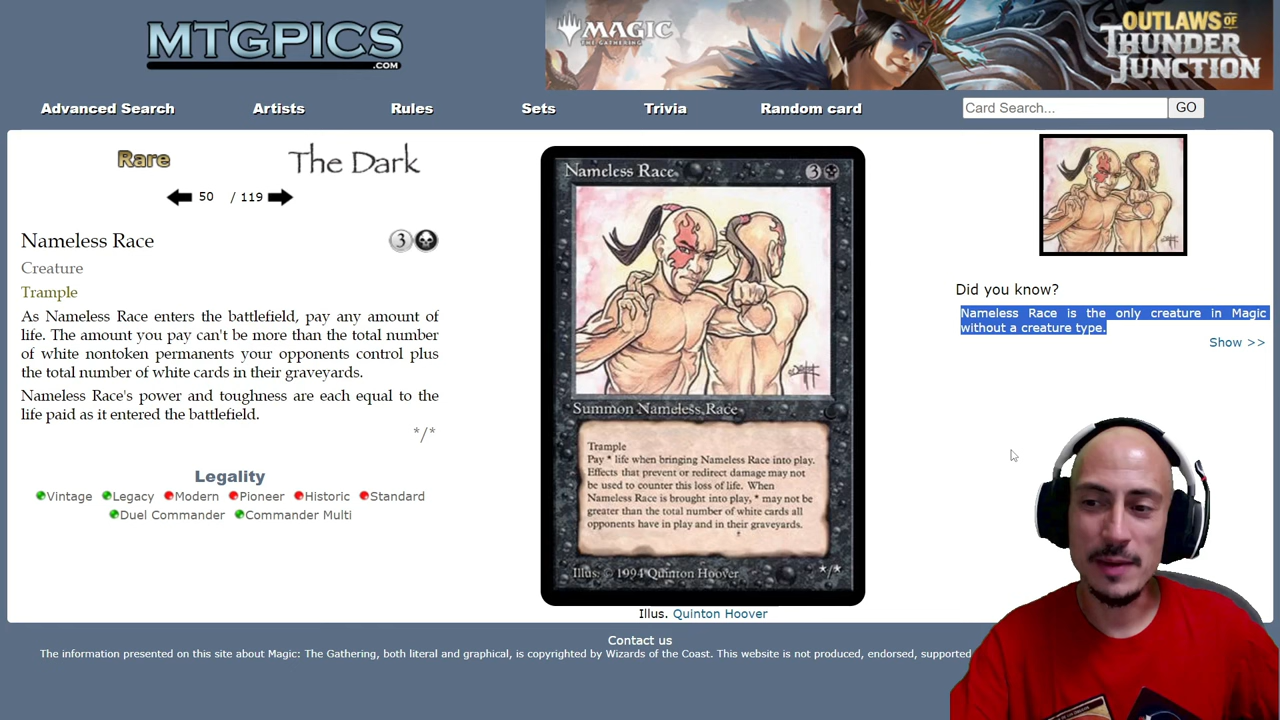 MTGPICS
.COM
MAGIC
THE GATHERING
OUTLAWS OF
THUNDER
JUNCTION
Advanced Search
Artists
Rules
Sets
Trivia
Random card
Card Search...
GO
Rare
The Dark
50 / 119
Nameless Race
3
Creature
Trample
As Nameless Race enters the battlefield, pay any amount of
life. The amount you pay can't be more than the total number
of white nontoken permanents your opponents control plus
the total number of white cards in their graveyards.
Nameless Race's power and toughness are each equal to the
life paid as it entered the battlefield.
*/*
Legality
Vintage Legacy Modern Pioneer Historic Standard
Duel Commander Commander Multi
Nameless Race
3
Summon Nameless Race
Trample
Pay * life when bringing Nameless Race into play.
Effects that prevent or redirect damage may not
be used to counter this loss of life. When
Nameless Race is brought into play, * may not be
greater than the total number of white cards all
opponents have in play and in their graveyards.
Illus. © 1994 Quinton Hoover
*/*
Illus. Quinton Hoover
Did you know?
Nameless Race is the only creature in Magic
without a creature type.
Show >>
Contact us
The information presented on this site about Magic: The Gathering, both literal and graphical, is copyrighted by Wizards of the Coast. This website is not produced, endorsed, supported